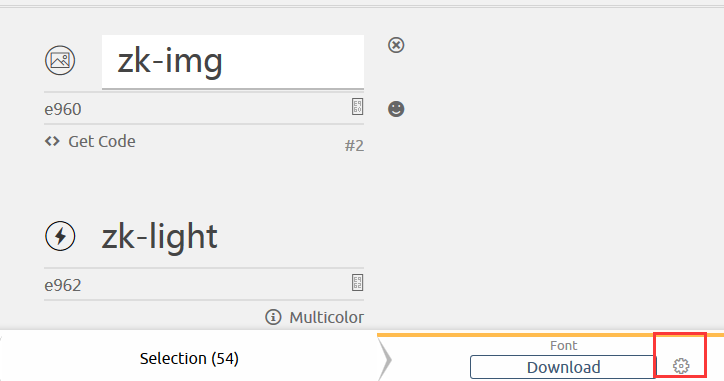 zk-img
e960
Get Code
#2
zk-light
e962
Multicolor
Selection (54)
Font
Download